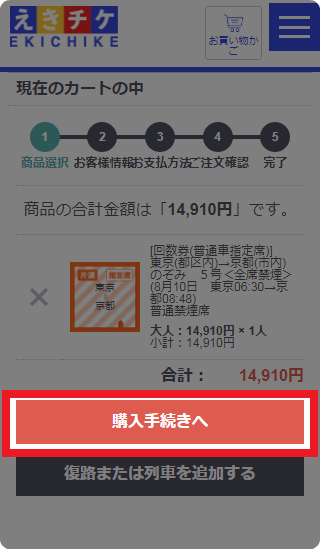 えきチケ
EKICHIKE
お買い物か
ご
現在のカートの中
1 2 3 4 5
商品選択 お客様情報 お支払方法 ご注文確認 完了
商品の合計金額は「14,910円」です。
[回数券(普通車指定席)]
東京(都区内)→京都(市内)
のぞみ　5号<全席禁煙>
(8月10日　東京06:30→京
都08:48)
普通禁煙席
片道 指定席
東京
京都
大人：14,910円 × 1人
小計：14,910円
合計： 14,910円
購入手続きへ
復路または列車を追加する